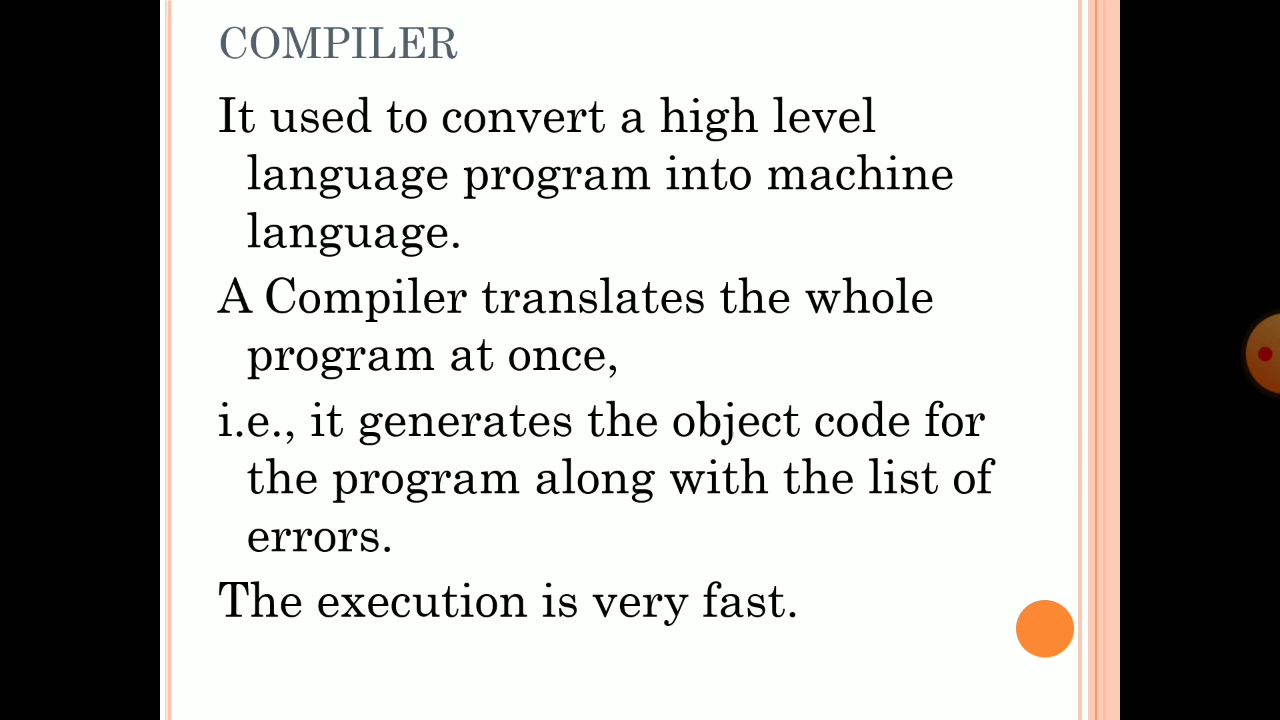 COMPILER
It used to convert a high level
language program into machine
language.
A Compiler translates the whole
program at once,
i.e., it generates the object code for
the program along with the list of
errors.
The execution is very fast.